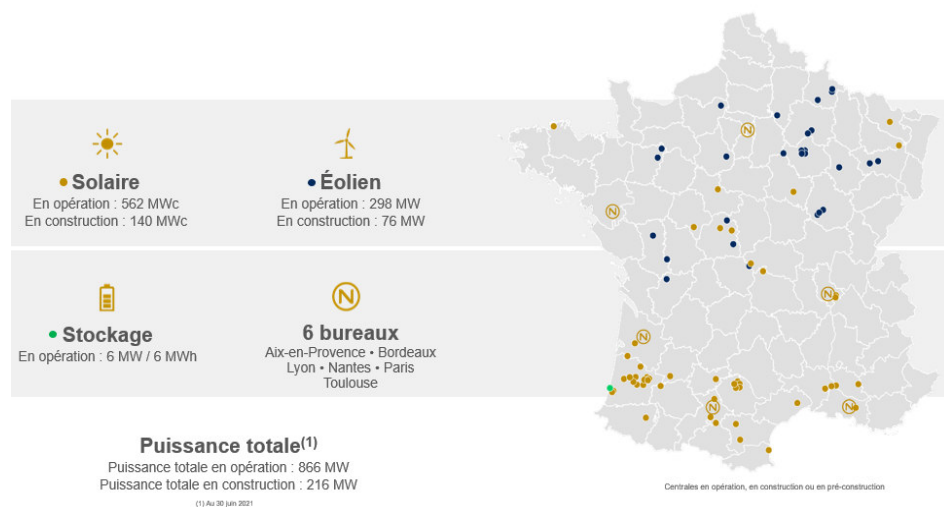 Solaire
En opération : 562 MWc
En construction : 140 MWc
Éolien
En opération : 298 MW
En construction : 76 MW
Stockage
En opération : 6 MW / 6 MWh
N
6 bureaux
Aix-en-Provence • Bordeaux
Lyon • Nantes • Paris
Toulouse
Puissance totale(1)
Puissance totale en opération : 866 MW
Puissance totale en construction : 216 MW
(1) Au 30 juin 2021
N
N
N
N
N
N
Centrales en opération, en construction ou en pré-construction